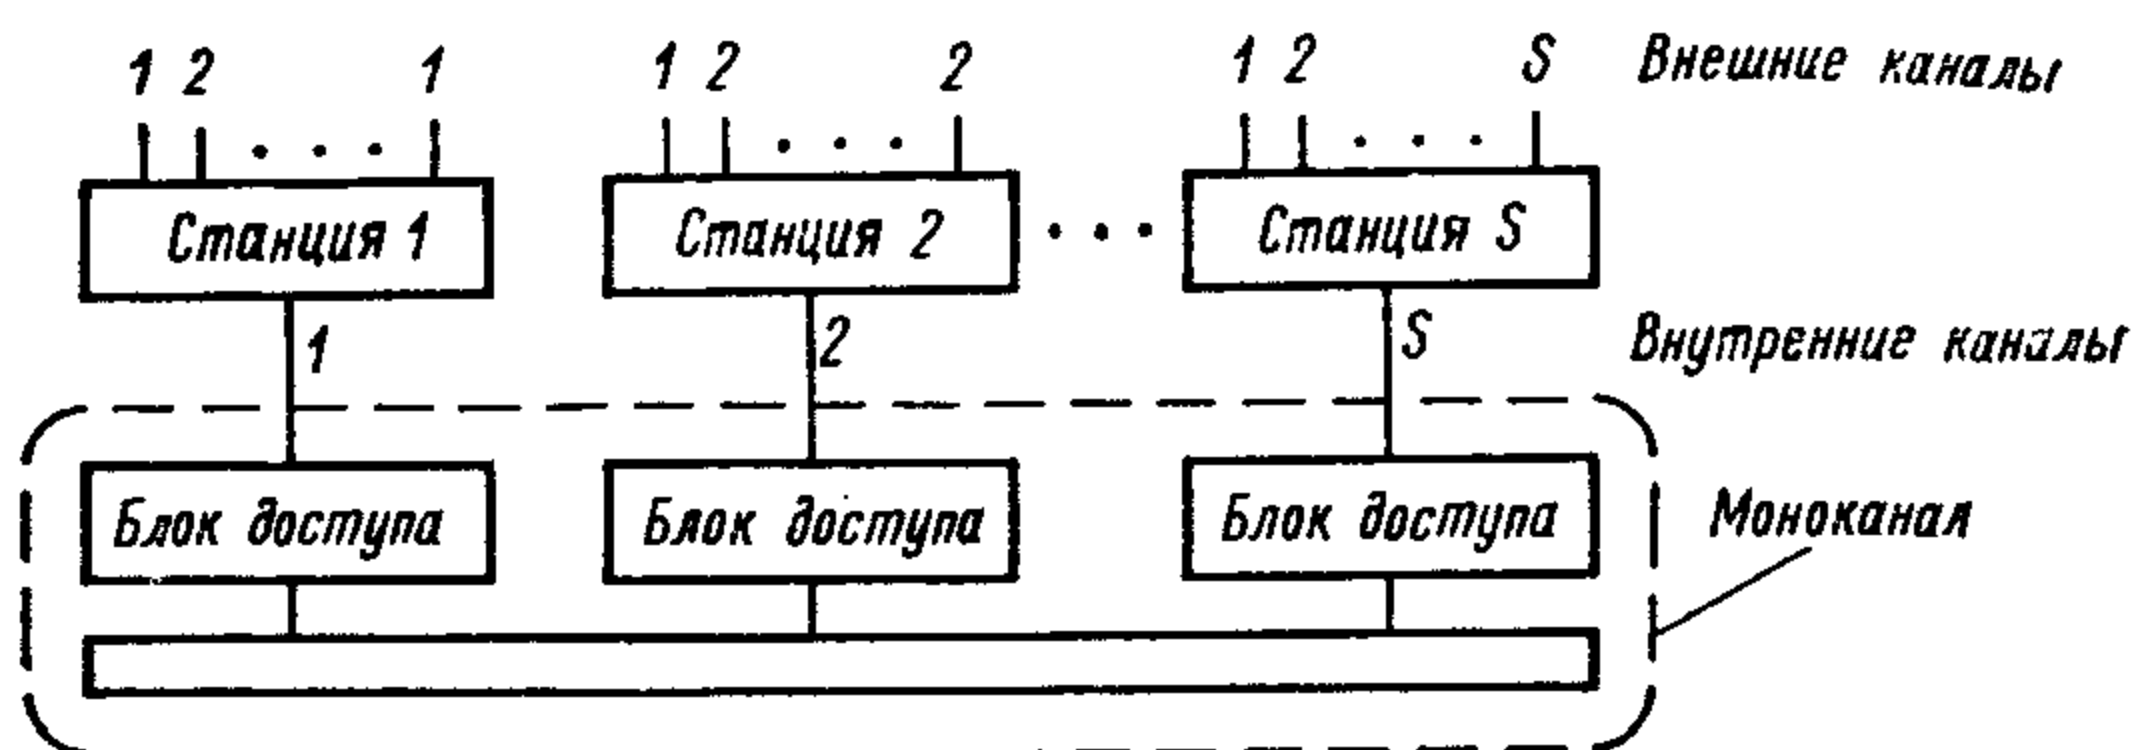 1 2 . . . 1 1 2 . . . 2 1 2 . . . S Внешние каналы
Станция 1 Станция 2 . . . Станция S
1 2 S Внутренние каналы
Блок доступа Блок доступа Блок доступа Моноканал